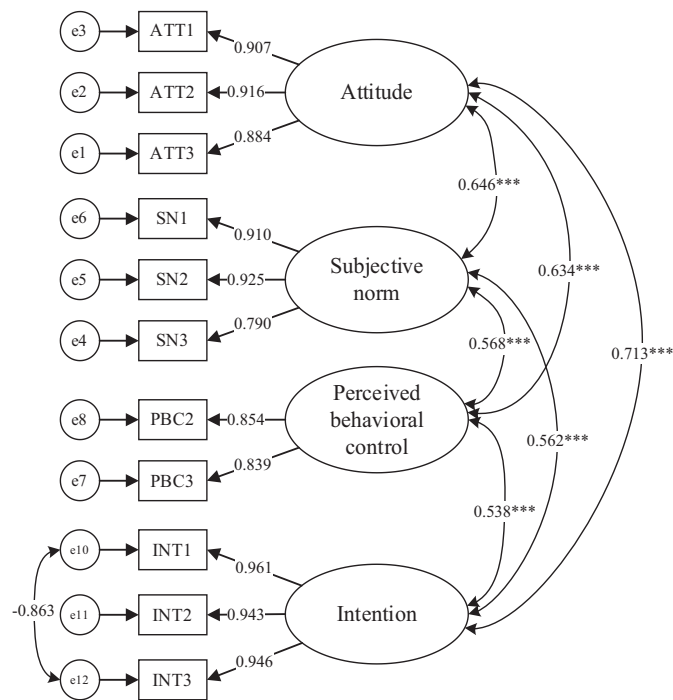 e3
ATT1
0.907
e2
ATT2
0.916
Attitude
e1
ATT3
0.884
0.646***
e6
SN1
0.910
e5
SN2
0.925
Subjective
norm
0.634***
e4
SN3
0.790
0.568***
0.713***
e8
PBC2
0.854
Perceived
behavioral
control
0.562***
e7
PBC3
0.839
0.538***
e10
INT1
0.961
-0.863
e11
INT2
0.943
Intention
e12
INT3
0.946